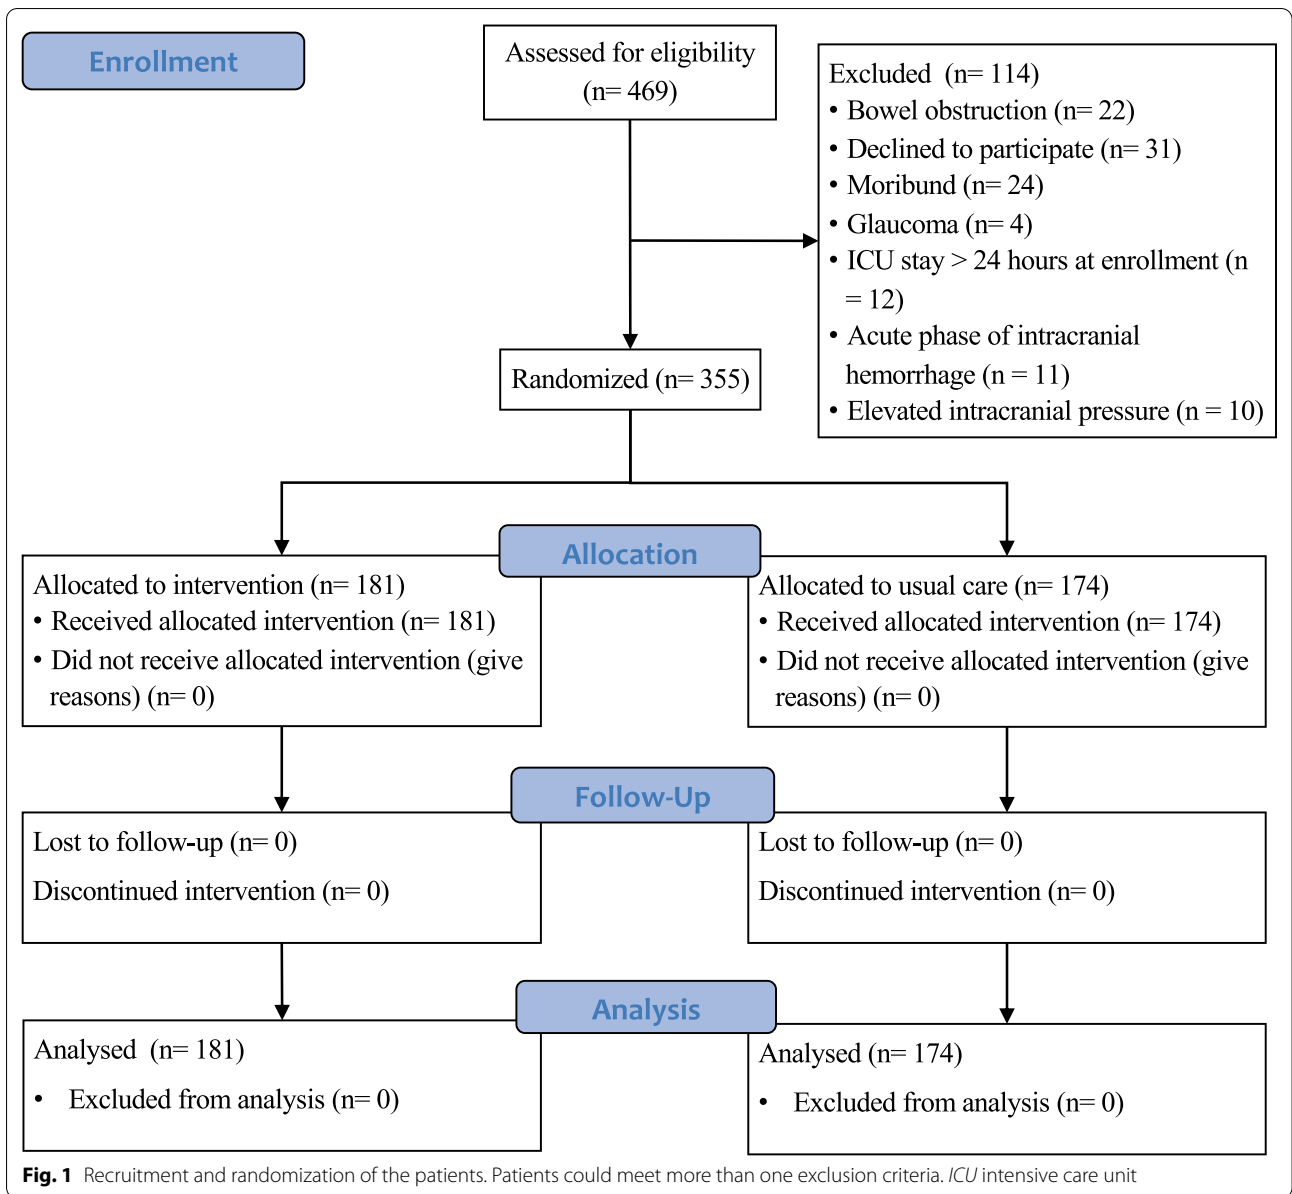 Enrollment
Assessed for eligibility
(n= 469)
Excluded (n= 114)
• Bowel obstruction (n= 22)
• Declined to participate (n= 31)
• Moribund (n= 24)
• Glaucoma (n= 4)
• ICU stay > 24 hours at enrollment (n
= 12)
• Acute phase of intracranial
hemorrhage (n = 11)
• Elevated intracranial pressure (n = 10)
Randomized (n= 355)
Allocation
Allocated to intervention (n= 181)
• Received allocated intervention (n= 181)
• Did not receive allocated intervention (give
reasons) (n= 0)
Allocated to usual care (n= 174)
• Received allocated intervention (n= 174)
• Did not receive allocated intervention (give
reasons) (n= 0)
Follow-Up
Lost to follow-up (n= 0)
Discontinued intervention (n= 0)
Lost to follow-up (n= 0)
Discontinued intervention (n= 0)
Analysis
Analysed (n= 181)
• Excluded from analysis (n= 0)
Analysed (n= 174)
• Excluded from analysis (n= 0)
Fig. 1 Recruitment and randomization of the patients. Patients could meet more than one exclusion criteria. ICU intensive care unit